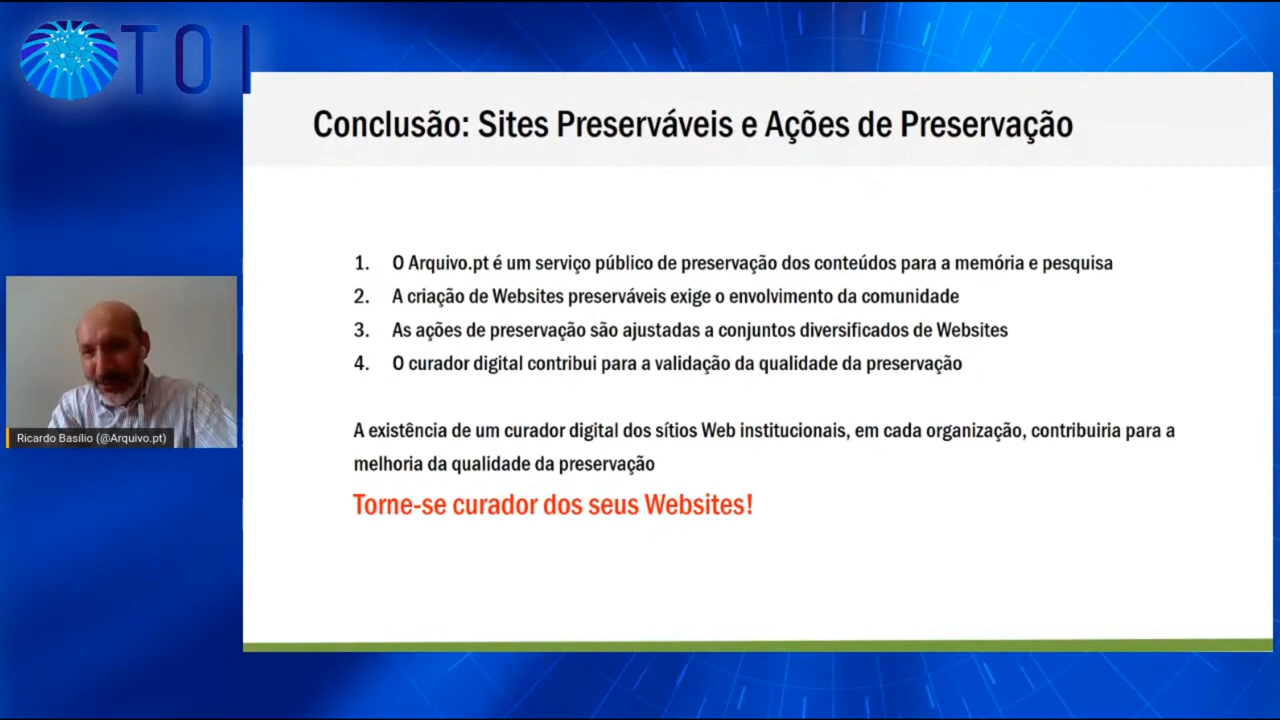 TOI
Conclusão: Sites Preserváveis e Ações de Preservação
1. O Arquivo.pt é um serviço público de preservação dos conteúdos para a memória e pesquisa
2. A criação de Websites preserváveis exige o envolvimento da comunidade
3. As ações de preservação são ajustadas a conjuntos diversificados de Websites
4. O curador digital contribui para a validação da qualidade da preservação
A existência de um curador digital dos sítios Web institucionais, em cada organização, contribuiria para a
melhoria da qualidade da preservação
Torne-se curador dos seus Websites!
Ricardo Basílio (@Arquivo.pt)